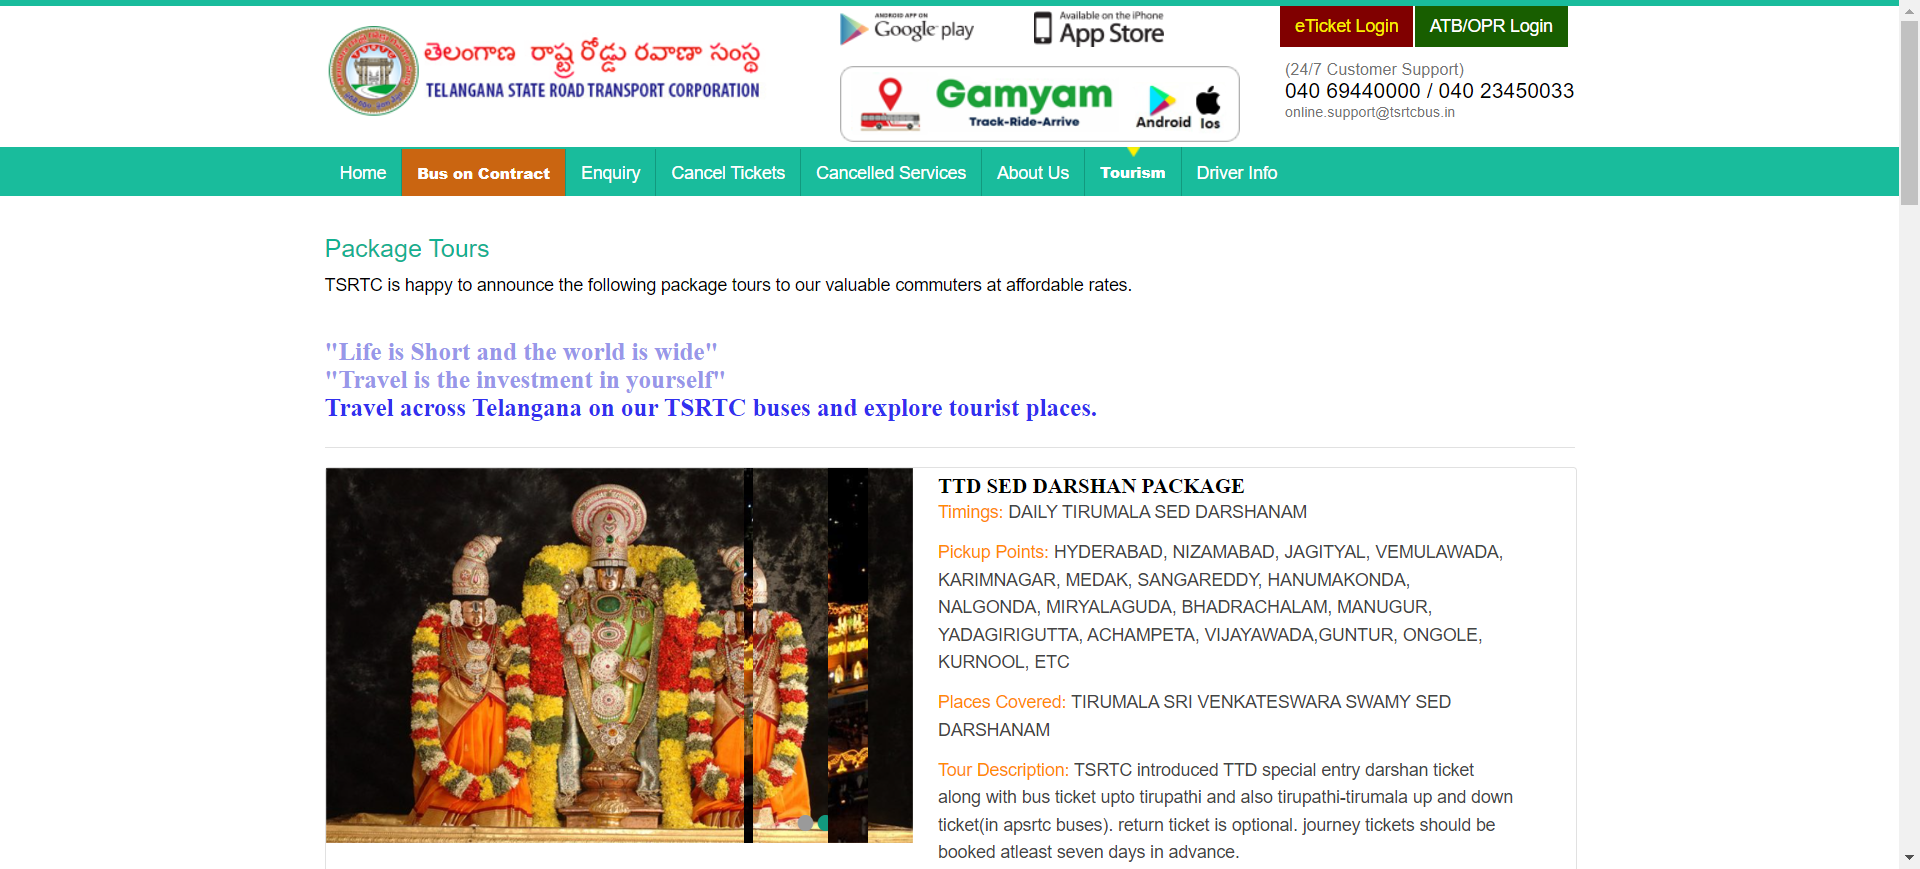 తెలంగాణ రాష్ట్ర రోడ్డు రవాణా సంస్థ
TELANGANA STATE ROAD TRANSPORT CORPORATION
ANDROID APP ON
Google play
Available on the iPhone
App Store
Gamyam
Track-Ride-Arrive
Android Ios
eTicket Login ATB/OPR Login
(24/7 Customer Support)
040 69440000 / 040 23450033
online.support@tsrtcbus.in
Home Bus on Contract Enquiry Cancel Tickets Cancelled Services About Us Tourism Driver Info
Package Tours
TSRTC is happy to announce the following package tours to our valuable commuters at affordable rates.
"Life is Short and the world is wide"
"Travel is the investment in yourself"
Travel across Telangana on our TSRTC buses and explore tourist places.
TTD SED DARSHAN PACKAGE
Timings: DAILY TIRUMALA SED DARSHANAM
Pickup Points: HYDERABAD, NIZAMABAD, JAGITYAL, VEMULAWADA,
KARIMNAGAR, MEDAK, SANGAREDDY, HANUMAKONDA,
NALGONDA, MIRYALAGUDA, BHADRACHALAM, MANUGUR,
YADAGIRIGUTTA, ACHAMPETA, VIJAYAWADA,GUNTUR, ONGOLE,
KURNOOL, ETC
Places Covered: TIRUMALA SRI VENKATESWARA SWAMY SED
DARSHANAM
Tour Description: TSRTC introduced TTD special entry darshan ticket
along with bus ticket upto tirupathi and also tirupathi-tirumala up and down
ticket(in apsrtc buses). return ticket is optional. journey tickets should be
booked atleast seven days in advance.